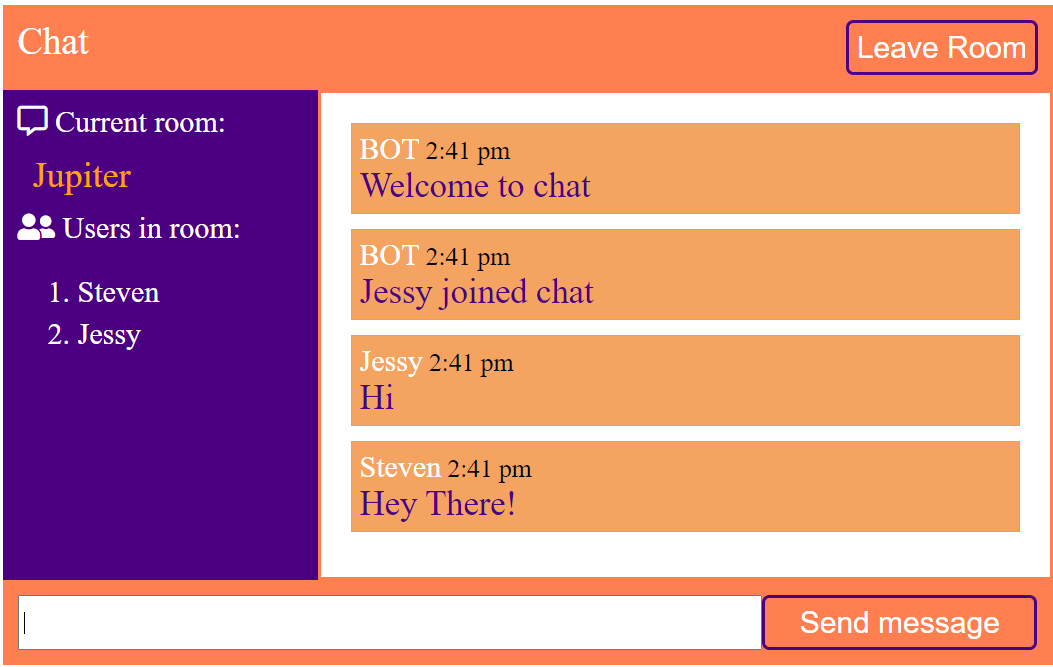 Chat
Leave Room
Current room:
Jupiter
Users in room:
1. Steven
2. Jessy
BOT 2:41 pm
Welcome to chat
BOT 2:41 pm
Jessy joined chat
Jessy 2:41 pm
Hi
Steven 2:41 pm
Hey There!
Send message